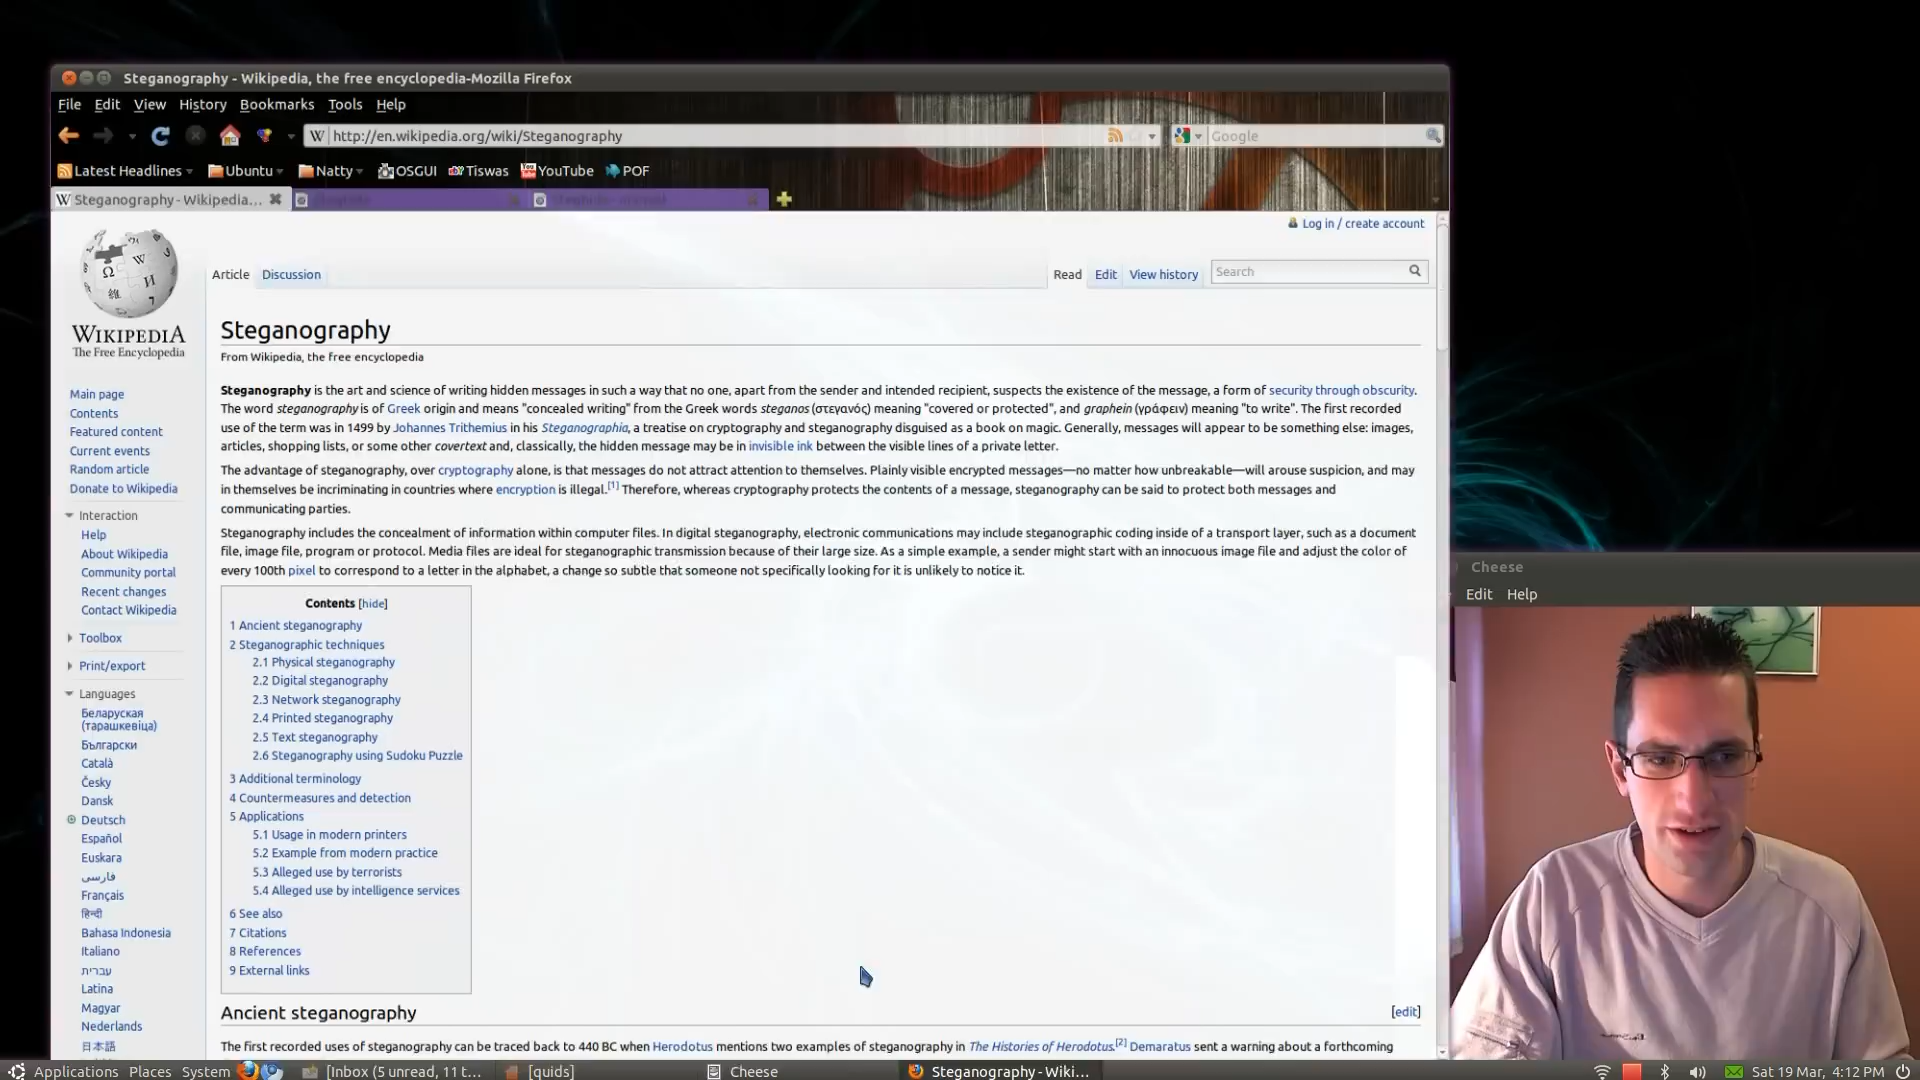 Steganography - Wikipedia, the free encyclopedia-Mozilla Firefox
File Edit View History Bookmarks Tools Help
http://en.wikipedia.org/wiki/Steganography
Google
Latest Headlines Ubuntu Natty OSGUI Tiswas YouTube POF
Steganography - Wikipedia...
Log in / create account
Article Discussion Read Edit View history Search
WIKIPEDIA
The Free Encyclopedia
Main page
Contents
Featured content
Current events
Random article
Donate to Wikipedia
Interaction
Help
About Wikipedia
Community portal
Recent changes
Contact Wikipedia
Toolbox
Print/export
Languages
Беларуская
(тарашкевіца)
Български
Català
Česky
Dansk
Deutsch
Español
Euskara
فارسی
Français
हिन्दी
Bahasa Indonesia
Italiano
עברית
Latina
Magyar
Nederlands
日本語
Steganography
From Wikipedia, the free encyclopedia
Steganography is the art and science of writing hidden messages in such a way that no one, apart from the sender and intended recipient, suspects the existence of the message, a form of security through obscurity.
The word steganography is of Greek origin and means "concealed writing" from the Greek words steganos (στεγανός) meaning "covered or protected", and graphein (γράφειν) meaning "to write". The first recorded
use of the term was in 1499 by Johannes Trithemius in his Steganographia, a treatise on cryptography and steganography disguised as a book on magic. Generally, messages will appear to be something else: images,
articles, shopping lists, or some other covertext and, classically, the hidden message may be in invisible ink between the visible lines of a private letter.
The advantage of steganography, over cryptography alone, is that messages do not attract attention to themselves. Plainly visible encrypted messages—no matter how unbreakable—will arouse suspicion, and may
in themselves be incriminating in countries where encryption is illegal.[1] Therefore, whereas cryptography protects the contents of a message, steganography can be said to protect both messages and
communicating parties.
Steganography includes the concealment of information within computer files. In digital steganography, electronic communications may include steganographic coding inside of a transport layer, such as a document
file, image file, program or protocol. Media files are ideal for steganographic transmission because of their large size. As a simple example, a sender might start with an innocuous image file and adjust the color of
every 100th pixel to correspond to a letter in the alphabet, a change so subtle that someone not specifically looking for it is unlikely to notice it.
Contents [hide]
1 Ancient steganography
2 Steganographic techniques
2.1 Physical steganography
2.2 Digital steganography
2.3 Network steganography
2.4 Printed steganography
2.5 Text steganography
2.6 Steganography using Sudoku Puzzle
3 Additional terminology
4 Countermeasures and detection
5 Applications
5.1 Usage in modern printers
5.2 Example from modern practice
5.3 Alleged use by terrorists
5.4 Alleged use by intelligence services
6 See also
7 Citations
8 References
9 External links
Ancient steganography [edit]
The first recorded uses of steganography can be traced back to 440 BC when Herodotus mentions two examples of steganography in The Histories of Herodotus.[2] Demaratus sent a warning about a forthcoming
Cheese
Edit Help
Applications Places System [Inbox (5 unread, 11 t... [quids] Cheese Steganography - Wiki... Sat 19 Mar, 4:12 PM